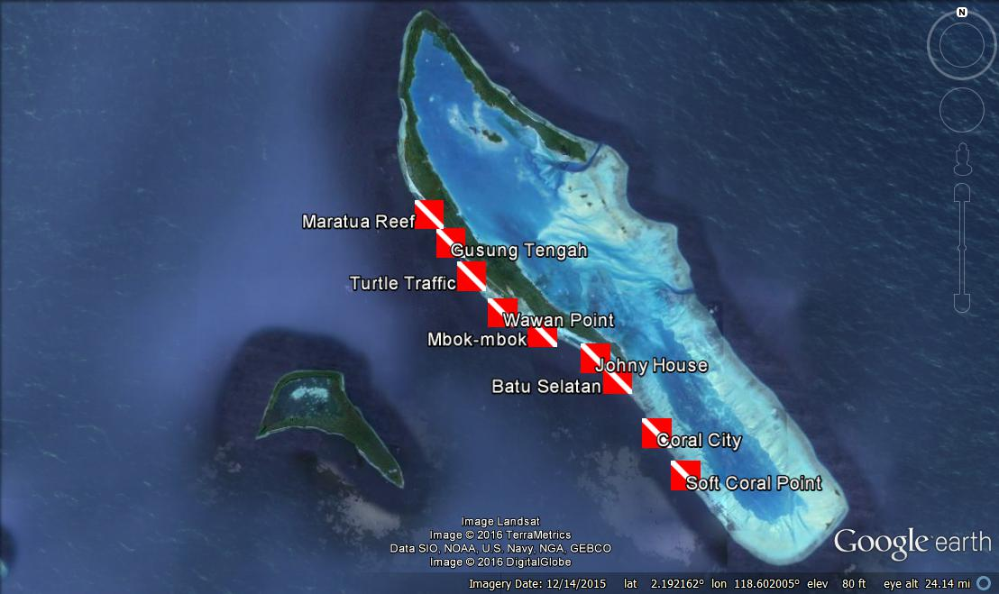 N
Maratua Reef
Gusung Tengah
Turtle Traffic
Wawan Point
Mbok-mbok
Johny House
Batu Selatan
Coral City
Soft Coral Point
Image Landsat
Image © 2016 TerraMetrics
Data SIO, NOAA, U.S. Navy, NGA, GEBCO
Image © 2016 DigitalGlobe
Google earth
Imagery Date: 12/14/2015 lat 2.192162° lon 118.602005° elev 80 ft eye alt 24.14 mi